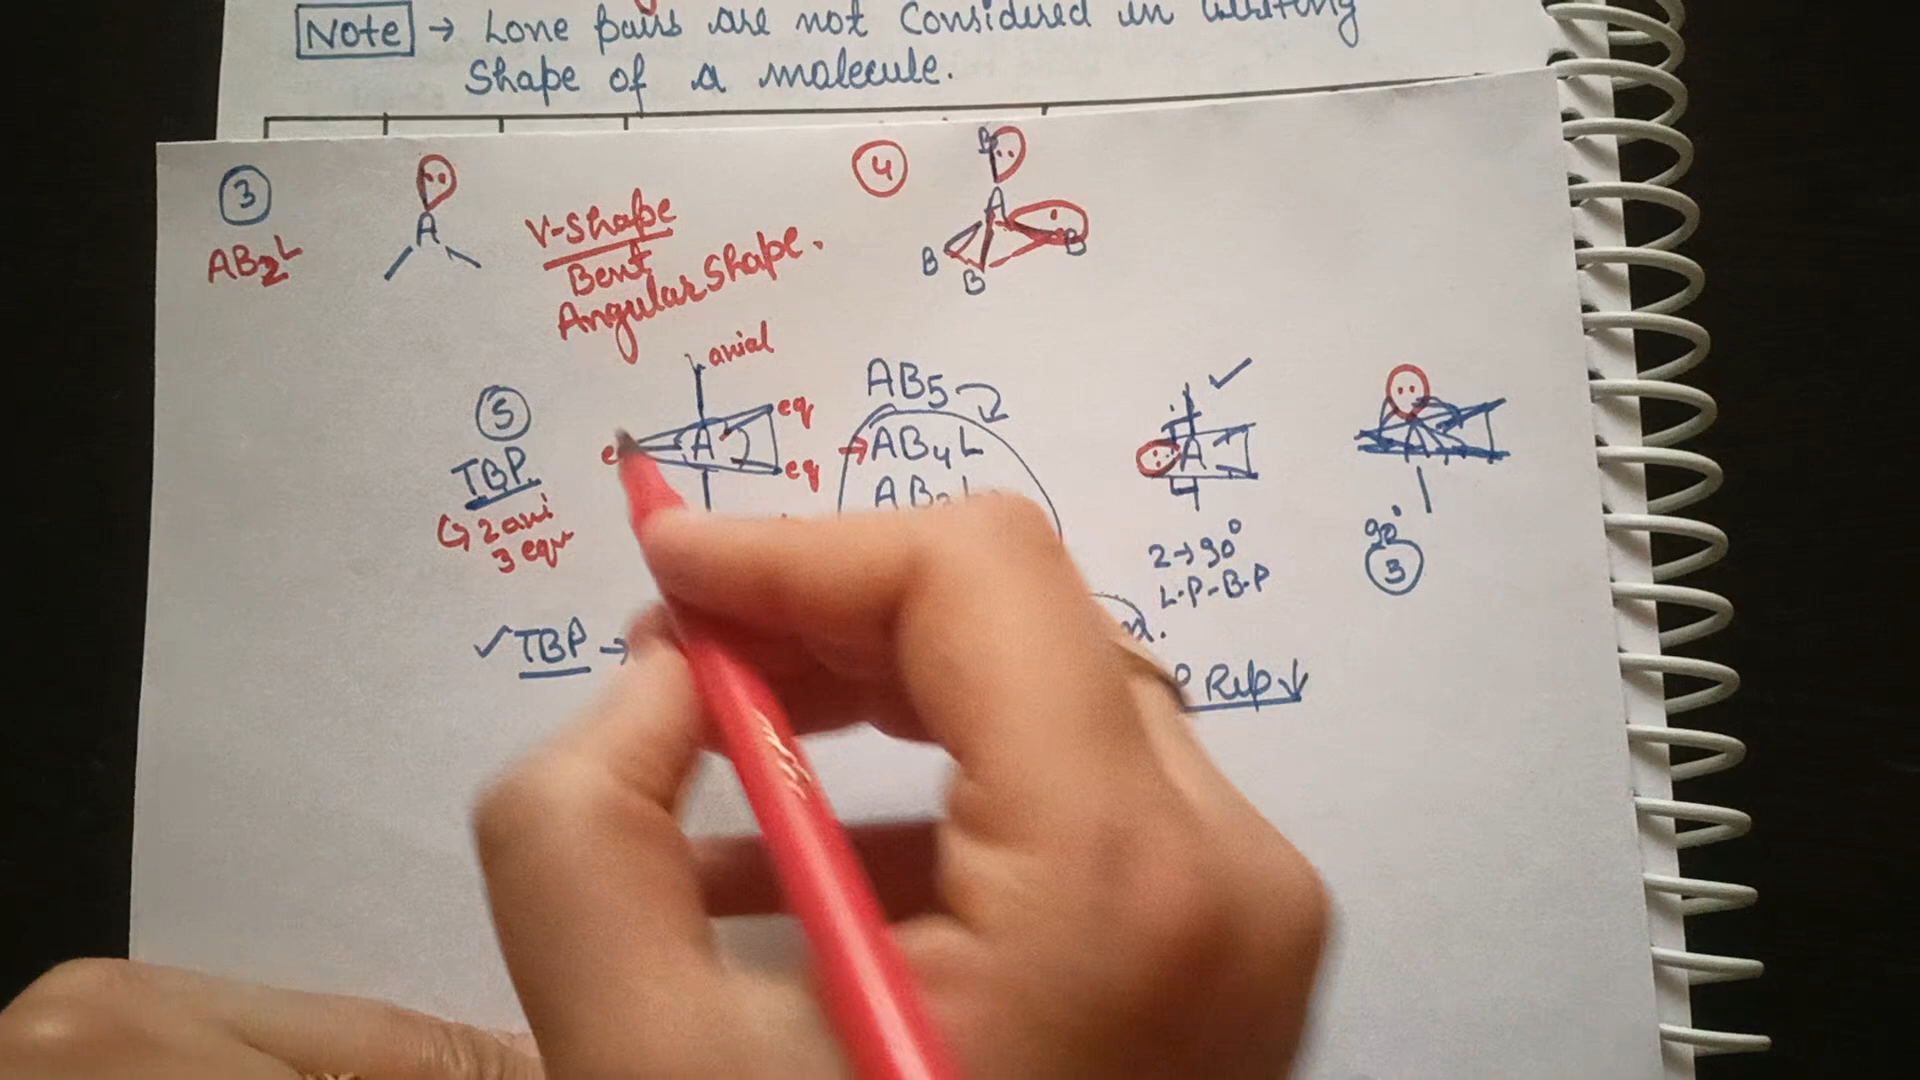 Note → Lone pairs are not Considered in writing
Shape of a molecule.
3
AB2L
A
V-Shape
Bent
Angular Shape.
4
B
A
B
B
B
5
TBP
2 axi
3 equ
axial
A
eq
eq
AB5
→ AB4L
✓
A
2→90°
L.P-B.P
A
90°
3
✓ TBP →
Rep↓